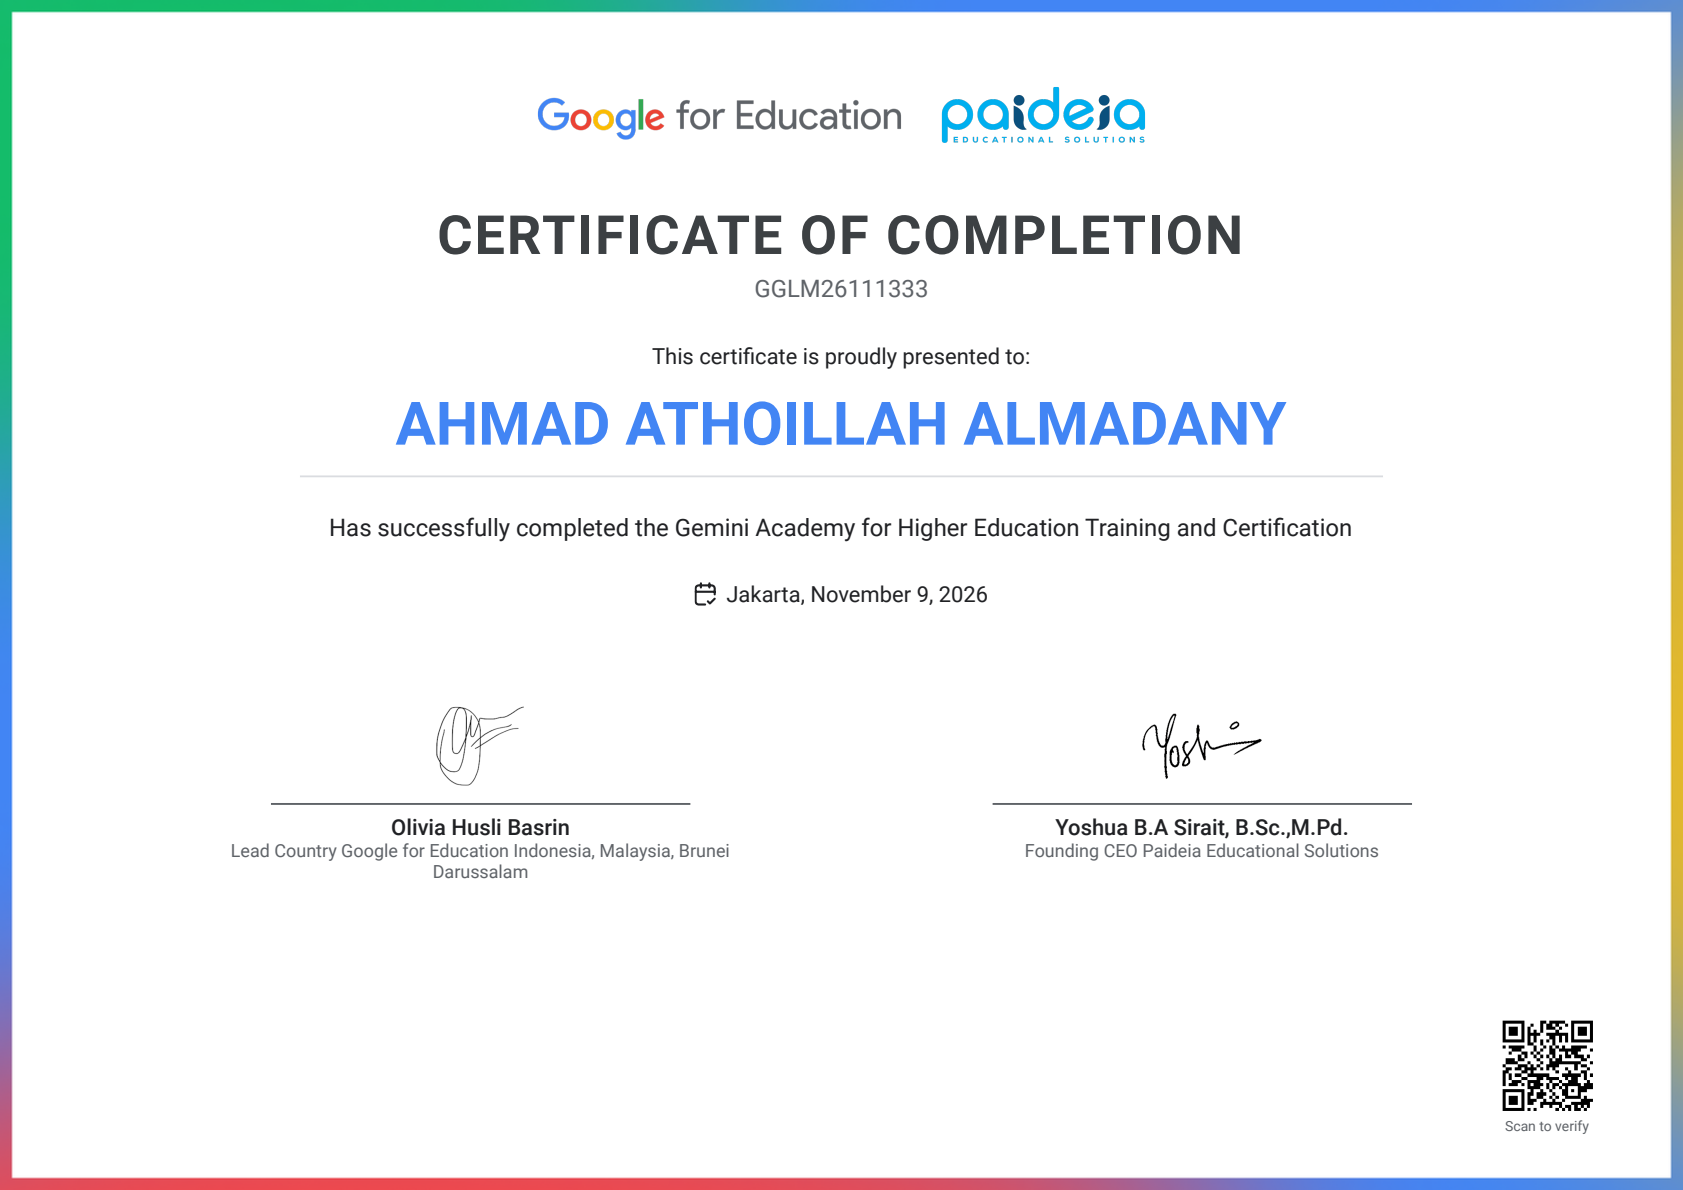 Google for Education
paideia
EDUCATIONAL SOLUTIONS
CERTIFICATE OF COMPLETION
GGLM26111333
This certificate is proudly presented to:
AHMAD ATHOILLAH ALMADANY
Has successfully completed the Gemini Academy for Higher Education Training and Certification
Jakarta, November 9, 2026
Yoshi
Olivia Husli Basrin
Lead Country Google for Education Indonesia, Malaysia, Brunei
Darussalam
Yoshua B.A Sirait, B.Sc.,M.Pd.
Founding CEO Paideia Educational Solutions
Scan to verify